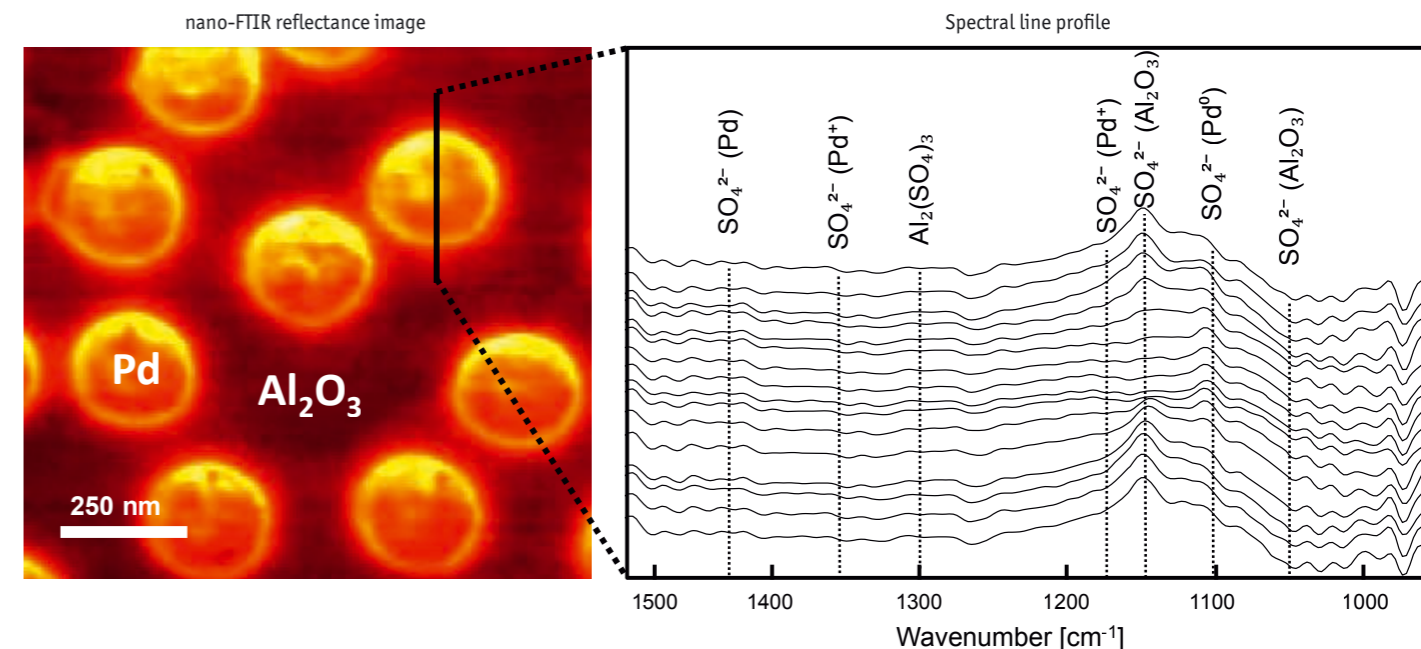 nano-FTIR reflectance image
Pd
Al₂O₃
250 nm
Spectral line profile
SO₄²⁻ (Pd)
SO₄²⁻ (Pd⁺)
Al₂(SO₄)₃
SO₄²⁻ (Pd⁺)
SO₄²⁻ (Al₂O₃)
SO₄²⁻ (Pd⁰)
SO₄²⁻ (Al₂O₃)
1500 1400 1300 1200 1100 1000
Wavenumber [cm⁻¹]